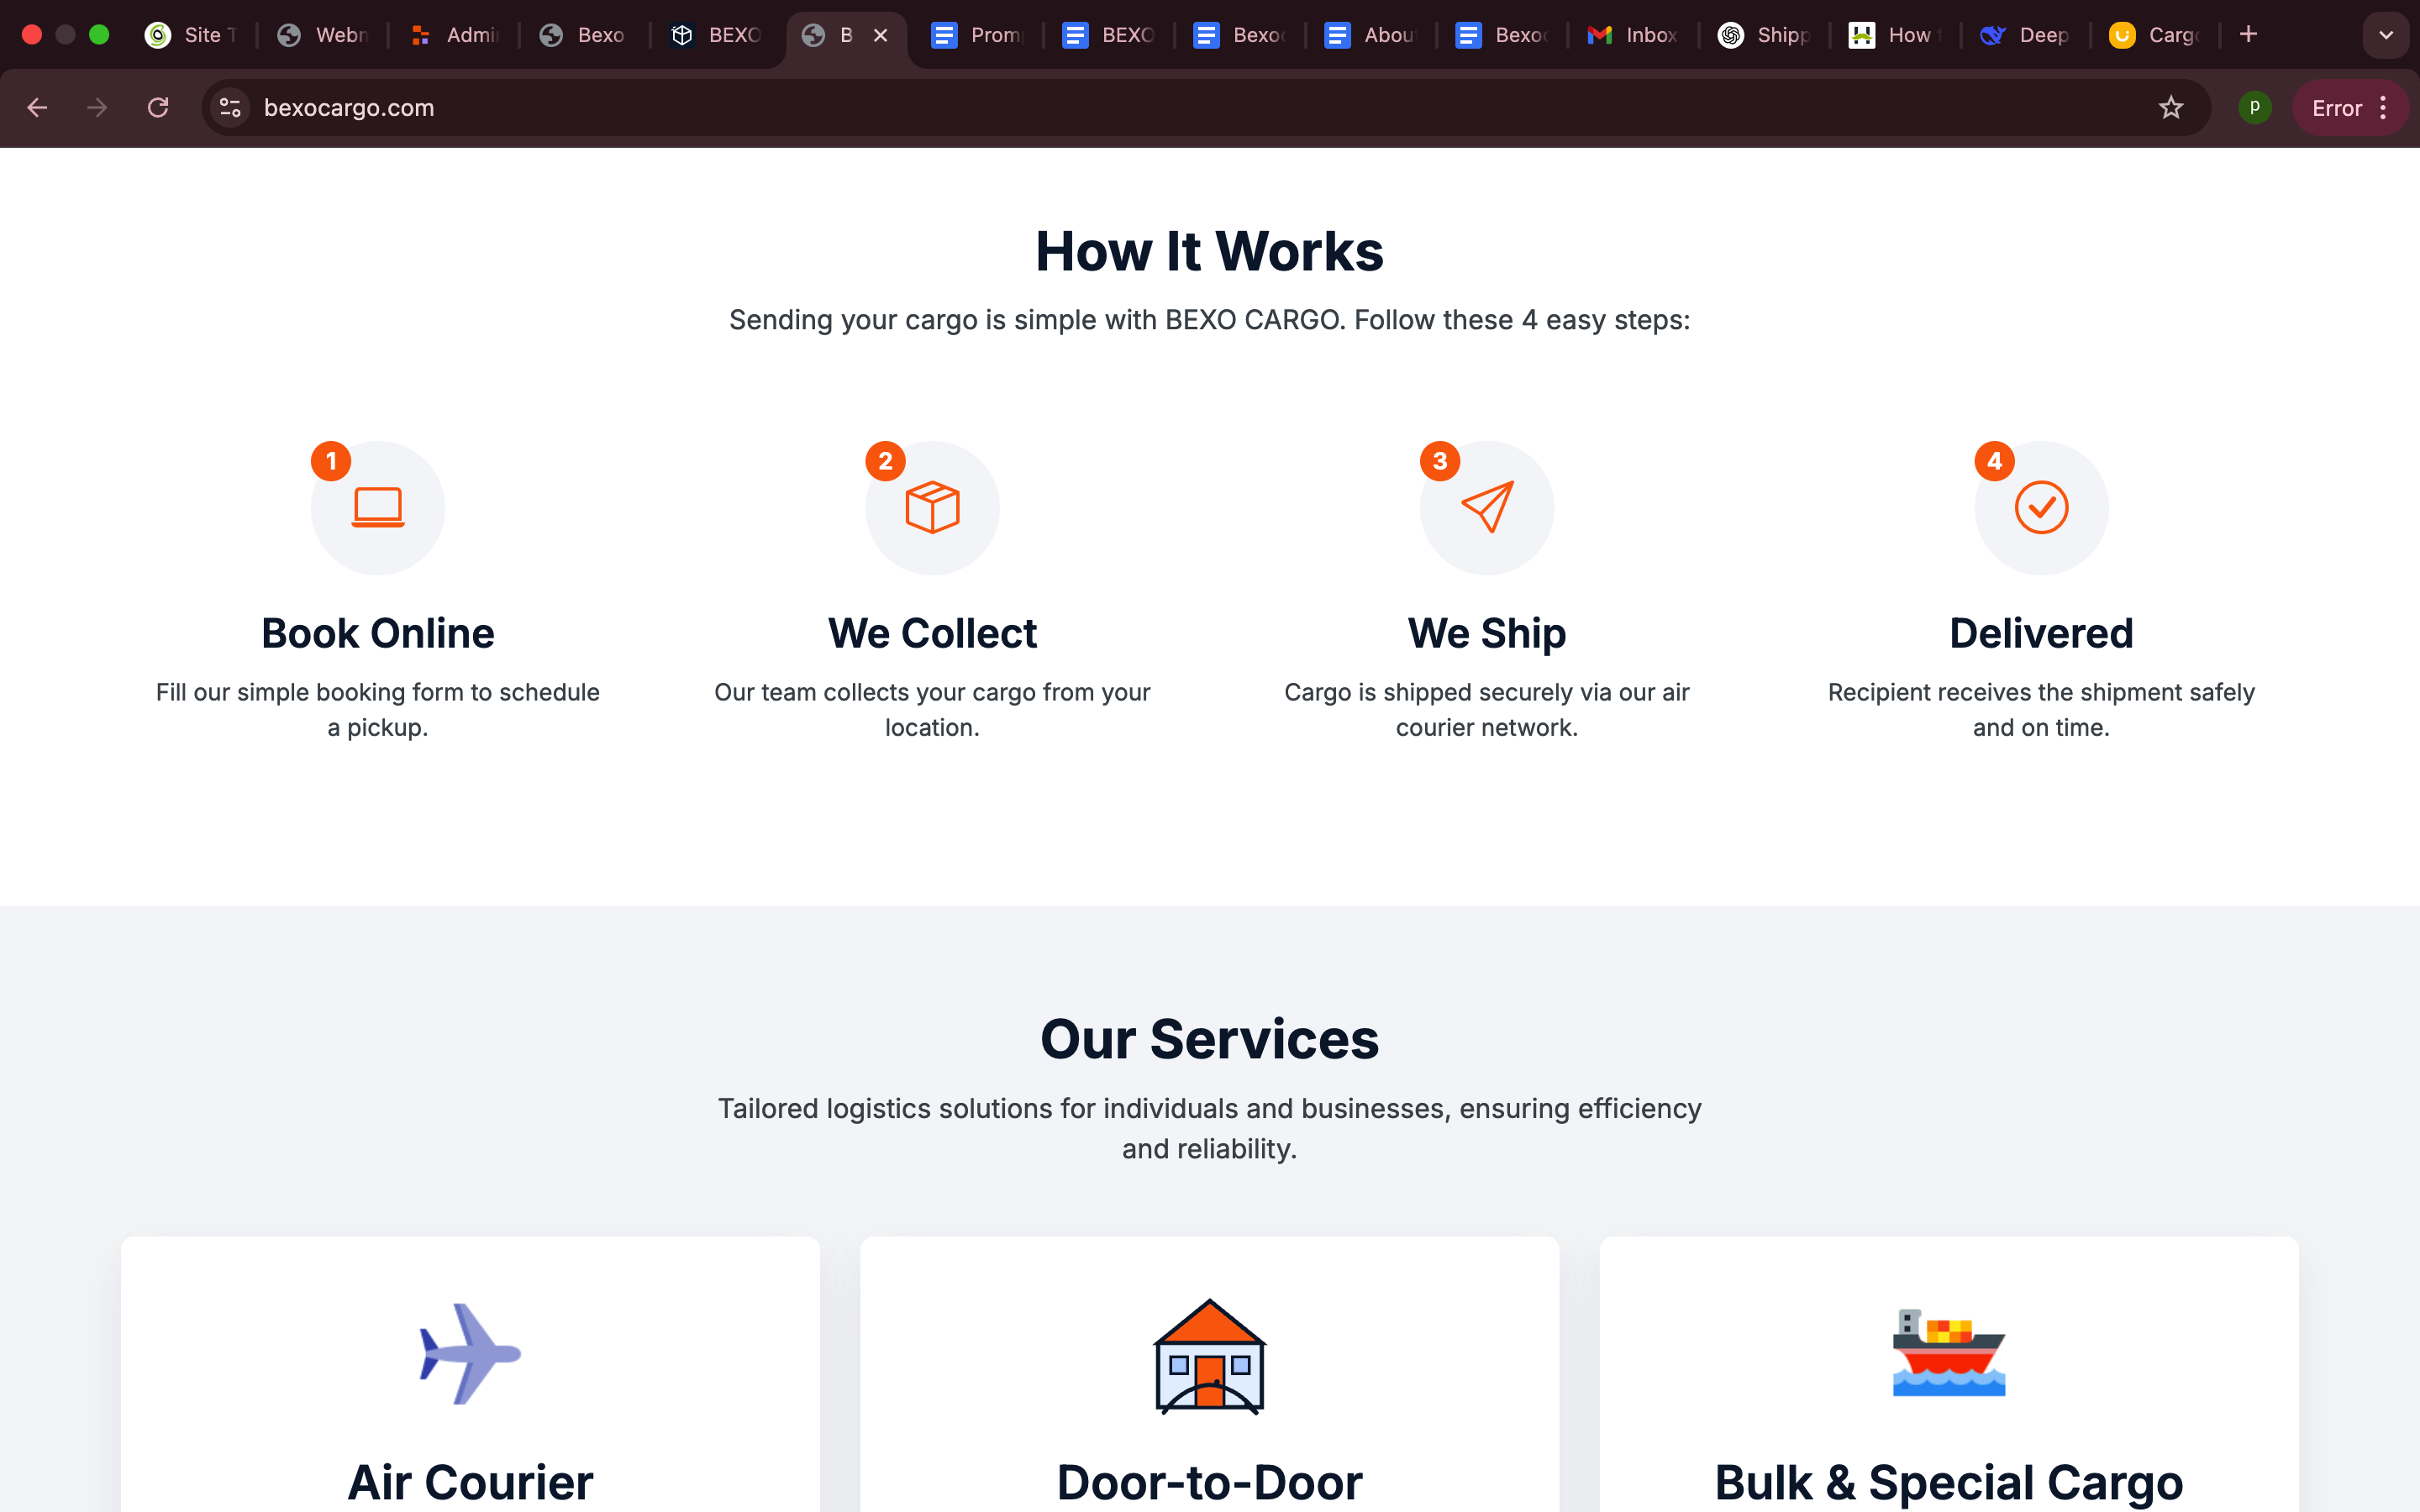 Site
Webm
Admi
Bexo
BEXO
B
Prom
BEXO
Bexo
Abou
Bexo
Inbox
Shipp
How
Deep
Carg
bexocargo.com
p
Error
How It Works
Sending your cargo is simple with BEXO CARGO. Follow these 4 easy steps:
1
2
3
4
Book Online
Fill our simple booking form to schedule
a pickup.
We Collect
Our team collects your cargo from your
location.
We Ship
Cargo is shipped securely via our air
courier network.
Delivered
Recipient receives the shipment safely
and on time.
Our Services
Tailored logistics solutions for individuals and businesses, ensuring efficiency
and reliability.
Air Courier
Door-to-Door
Bulk & Special Cargo